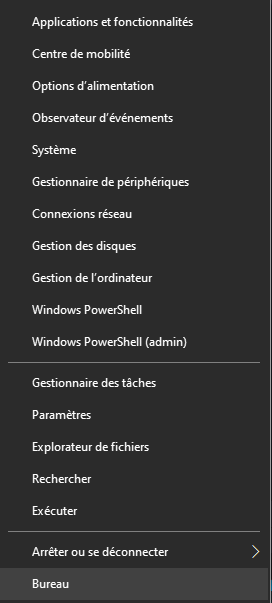 Applications et fonctionnalités
Centre de mobilité
Options d’alimentation
Observateur d’événements
Système
Gestionnaire de périphériques
Connexions réseau
Gestion des disques
Gestion de l’ordinateur
Windows PowerShell
Windows PowerShell (admin)
Gestionnaire des tâches
Paramètres
Explorateur de fichiers
Rechercher
Exécuter
Arrêter ou se déconnecter
Bureau